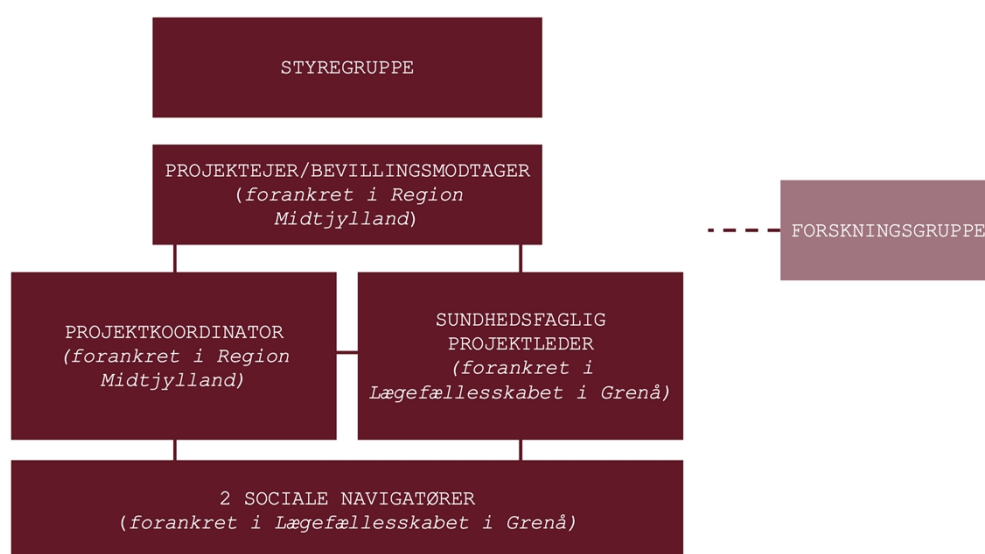 STYREGRUPPE
PROJEKTEJER/BEVILLINGSMODTAGER
(forankret i Region
Midtjylland)
FORSKNINGSGRUPPE
PROJEKTKOORDINATOR
(forankret i Region
Midtjylland)
SUNDHEDSFAGLIG
PROJEKTLEDER
(forankret i
Lægefællesskabet i Grenå)
2 SOCIALE NAVIGATØRER
(forankret i Lægefællesskabet i Grenå)